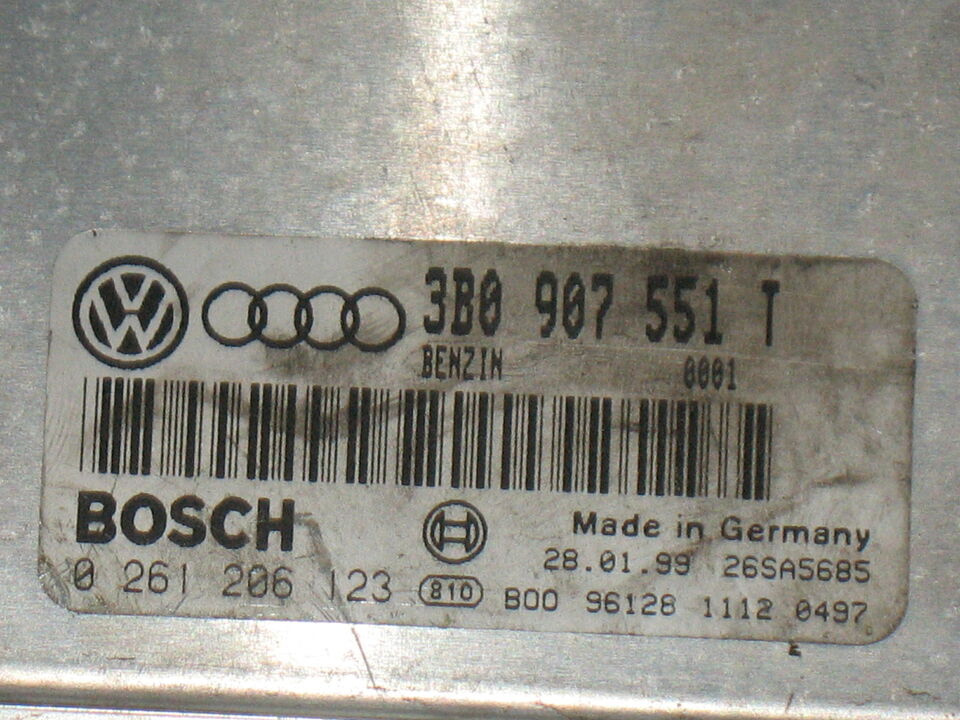 3B0 907 551 T
BENZIN 0001
BOSCH
Made in Germany
28.01.99 26SA5685
0 261 206 123 810 B00 96128 1112 0497
E